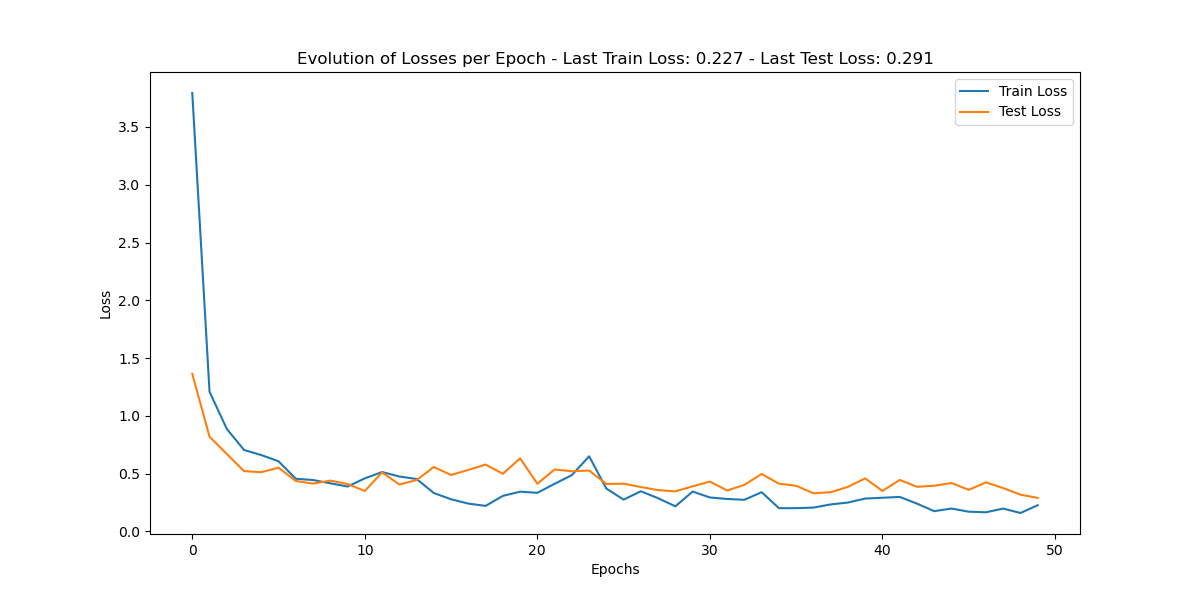 Evolution of Losses per Epoch - Last Train Loss: 0.227 - Last Test Loss: 0.291
Train Loss
Test Loss
3.5
3.0
2.5
2.0
1.5
1.0
0.5
0.0
Loss
0 10 20 30 40 50
Epochs